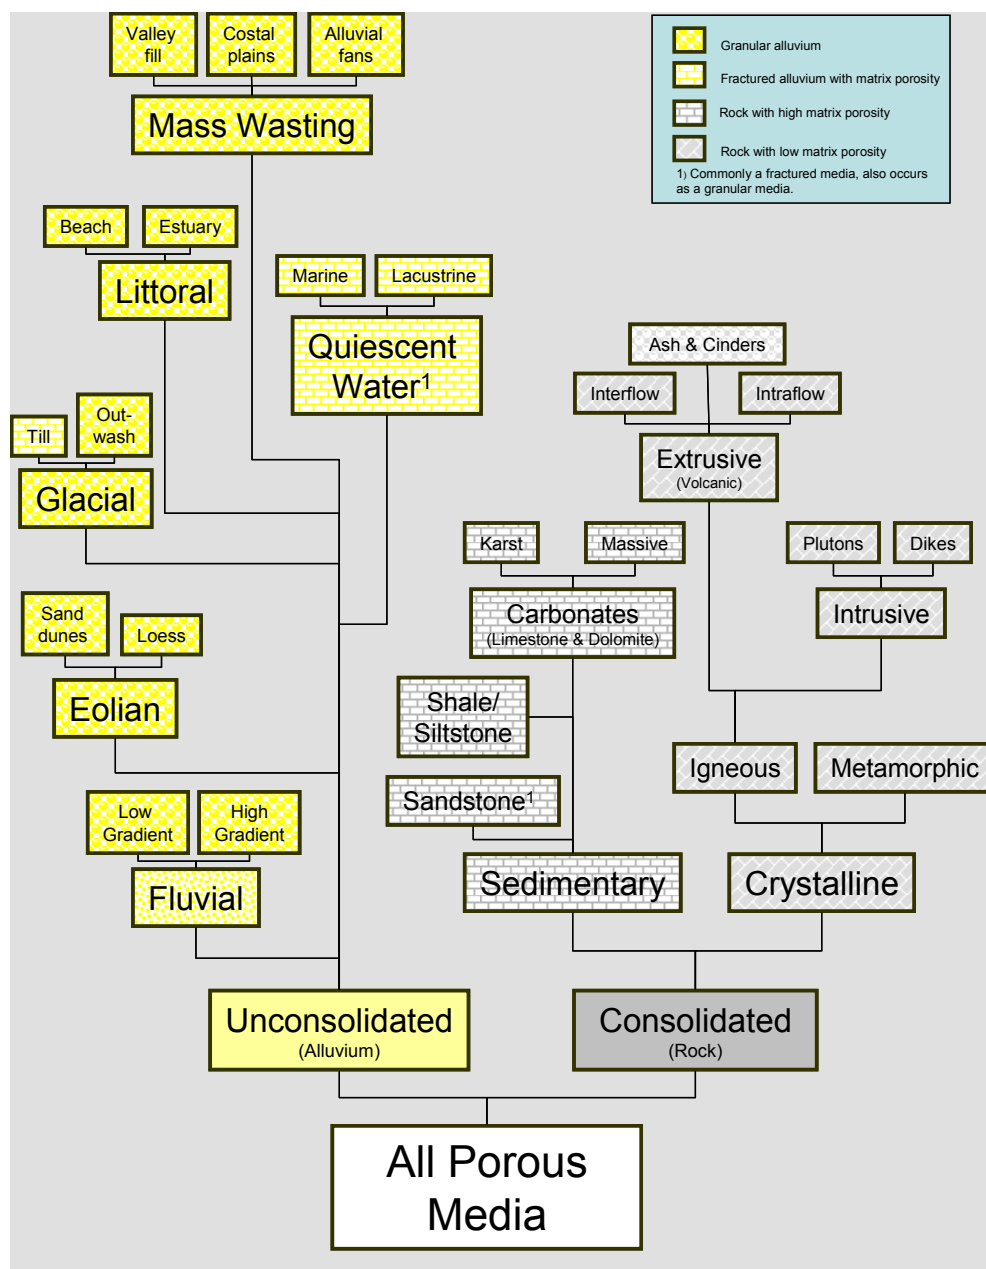 Valley
fill
Costal
plains
Alluvial
fans
Mass Wasting
Granular alluvium
Fractured alluvium with matrix porosity
Rock with high matrix porosity
Rock with low matrix porosity
1) Commonly a fractured media, also occurs
as a granular media.
Beach
Estuary
Littoral
Marine
Lacustrine
Quiescent
Water1
Ash & Cinders
Interflow
Intraflow
Extrusive
(Volcanic)
Till
Out-
wash
Glacial
Karst
Massive
Carbonates
(Limestone & Dolomite)
Plutons
Dikes
Intrusive
Sand
dunes
Loess
Eolian
Shale/
Siltstone
Sandstone1
Igneous
Metamorphic
Low
Gradient
High
Gradient
Fluvial
Sedimentary
Crystalline
Unconsolidated
(Alluvium)
Consolidated
(Rock)
All Porous
Media